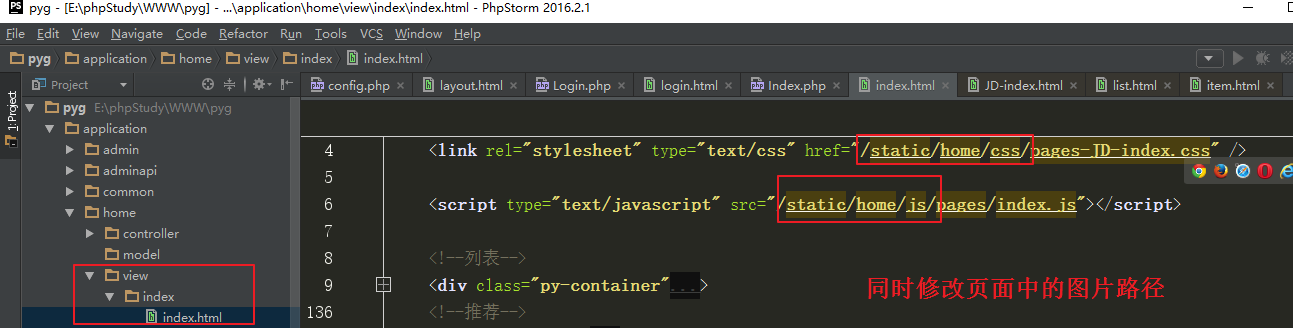 PS pyg - [E:\phpStudy\WWW\pyg] - ...\application\home\view\index\index.html - PhpStorm 2016.2.1
File Edit View Navigate Code Refactor Run Tools VCS Window Help
pyg application home view index index.html
Project config.php layout.html Login.php login.html Index.php index.html JD-index.html list.html item.html
1: Project
pyg E:\phpStudy\WWW\pyg
application
admin
adminapi
common
home
controller
model
view
index
index.html
4 <link rel="stylesheet" type="text/css" href="/static/home/css/pages-JD-index.css" />
5
6 <script type="text/javascript" src="/static/home/js/pages/index.js"></script>
7
8 <!--列表-->
9 <div class="py-container"...>
136 <!--推荐-->
同时修改页面中的图片路径